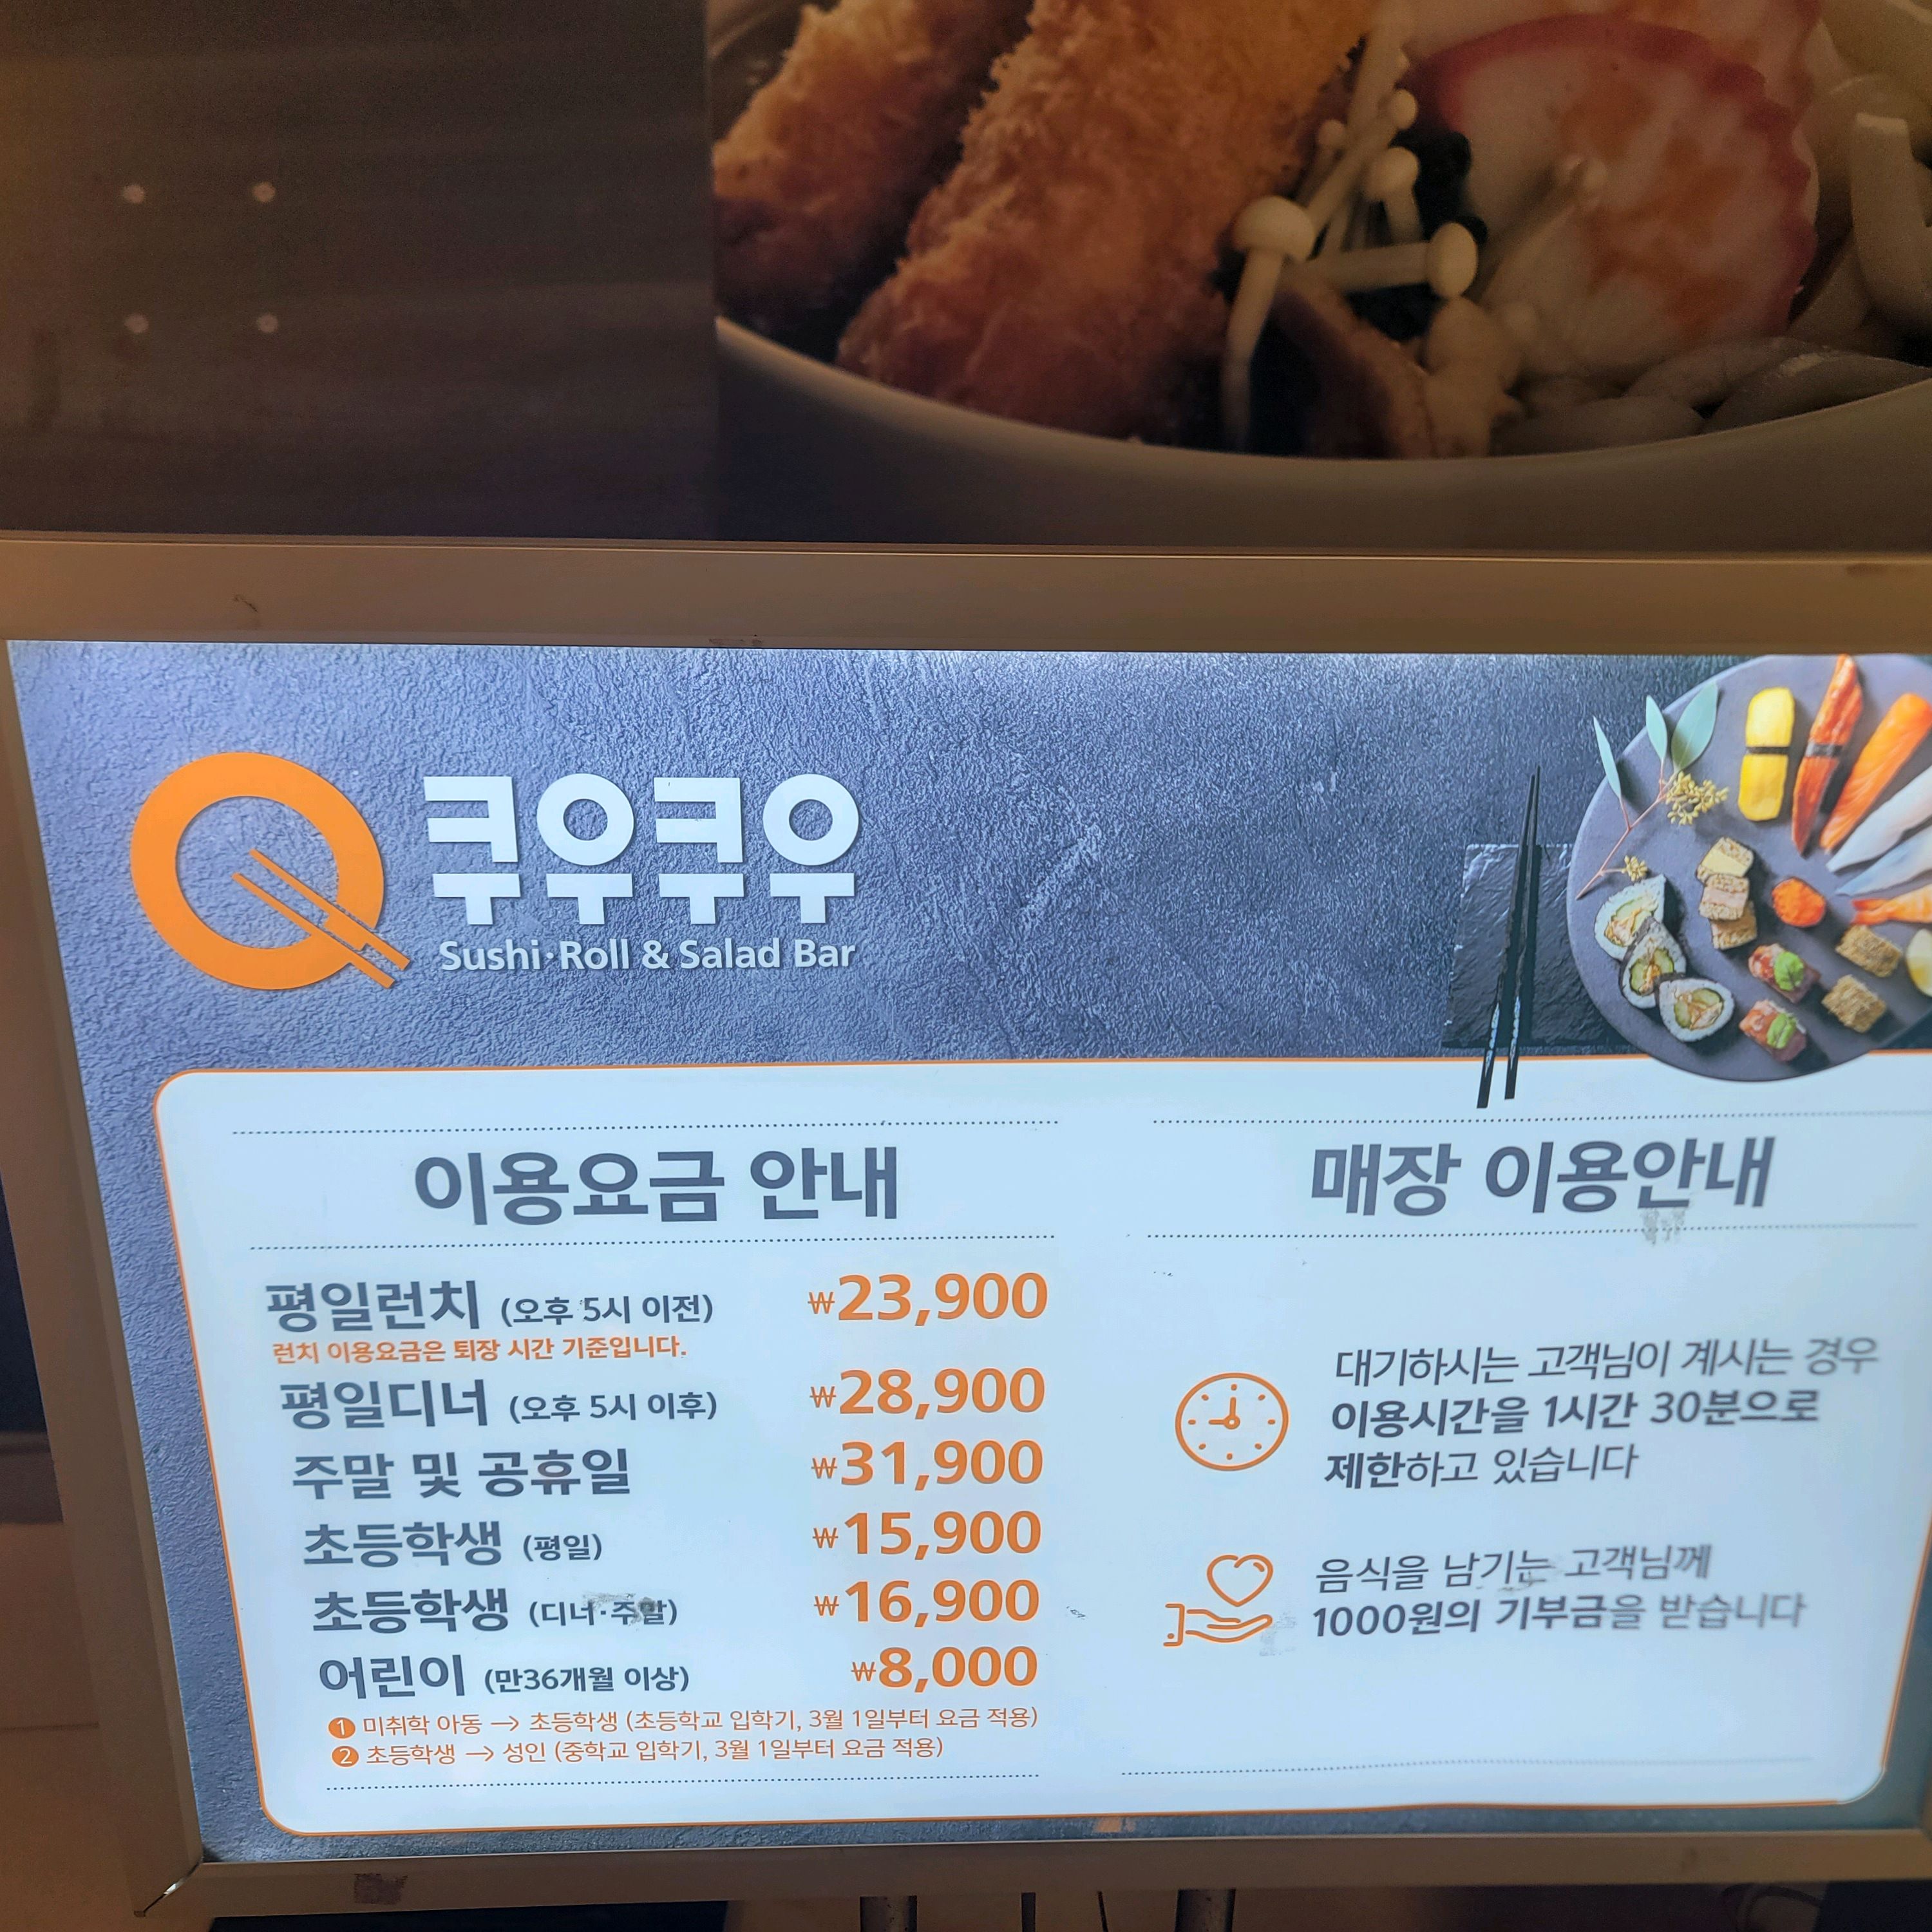 쿠우쿠우
Sushi·Roll & Salad Bar
이용요금 안내
평일런치 (오후 5시 이전) ₩23,900
런치 이용요금은 퇴장 시간 기준입니다.
평일디너 (오후 5시 이후) ₩28,900
주말 및 공휴일 ₩31,900
초등학생 (평일) ₩15,900
초등학생 (디너·주말) ₩16,900
어린이 (만36개월 이상) ₩8,000
1 미취학 아동 → 초등학생 (초등학교 입학기, 3월 1일부터 요금 적용)
2 초등학생 → 성인 (중학교 입학기, 3월 1일부터 요금 적용)
매장 이용안내
대기하시는 고객님이 계시는 경우
이용시간을 1시간 30분으로
제한하고 있습니다
음식을 남기는 고객님께
1000원의 기부금을 받습니다